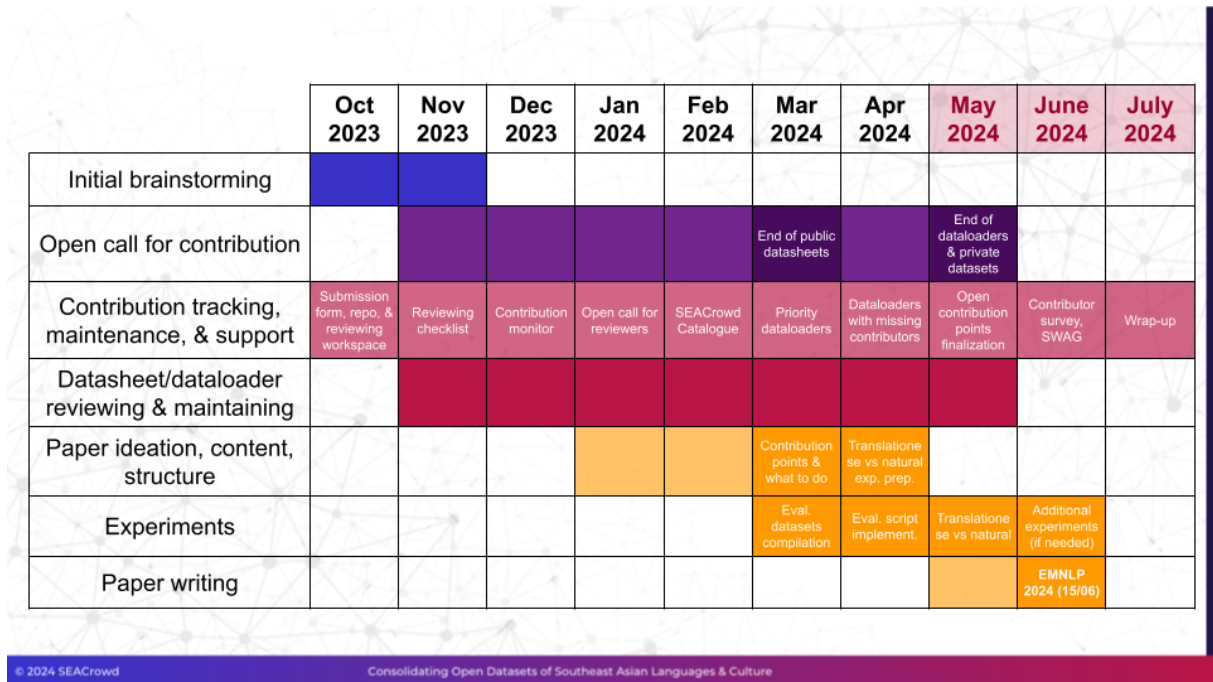 Oct
2023
Nov
2023
Dec
2023
Jan
2024
Feb
2024
Mar
2024
Apr
2024
May
2024
June
2024
July
2024
Initial brainstorming
Open call for contribution
End of public
datasheets
End of
dataloaders
& private
datasets
Contribution tracking,
maintenance, & support
Submission
form, repo, &
reviewing
workspace
Reviewing
checklist
Contribution
monitor
Open call for
reviewers
SEACrowd
Catalogue
Priority
dataloaders
Dataloaders
with missing
contributors
Open
contribution
points
finalization
Contributor
survey,
SWAG
Wrap-up
Datasheet/dataloader
reviewing & maintaining
Paper ideation, content,
structure
Contribution
points &
what to do
Translatione
se vs natural
exp. prep.
Experiments
Eval.
datasets
compilation
Eval. script
implement.
Translatione
se vs natural
Additional
experiments
(if needed)
Paper writing
EMNLP
2024 (15/06)
© 2024 SEACrowd
Consolidating Open Datasets of Southeast Asian Languages & Culture